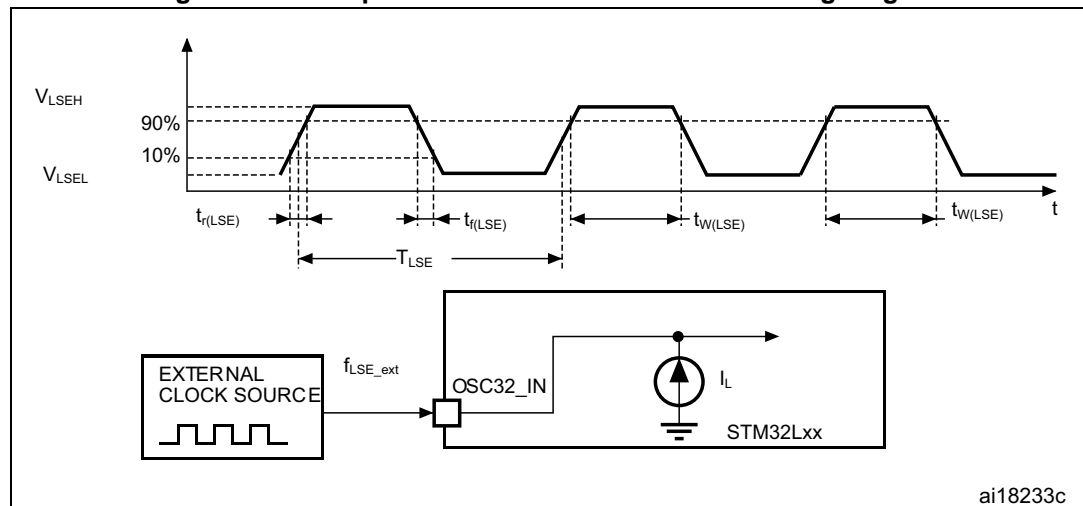 V_LSEH
90%
10%
V_LSEL
t_r(LSE)
t_f(LSE)
t_W(LSE)
t_W(LSE)
t
T_LSE
EXTERNAL
CLOCK SOURCE
f_LSE_ext
OSC32_IN
I_L
STM32Lxx
ai18233c